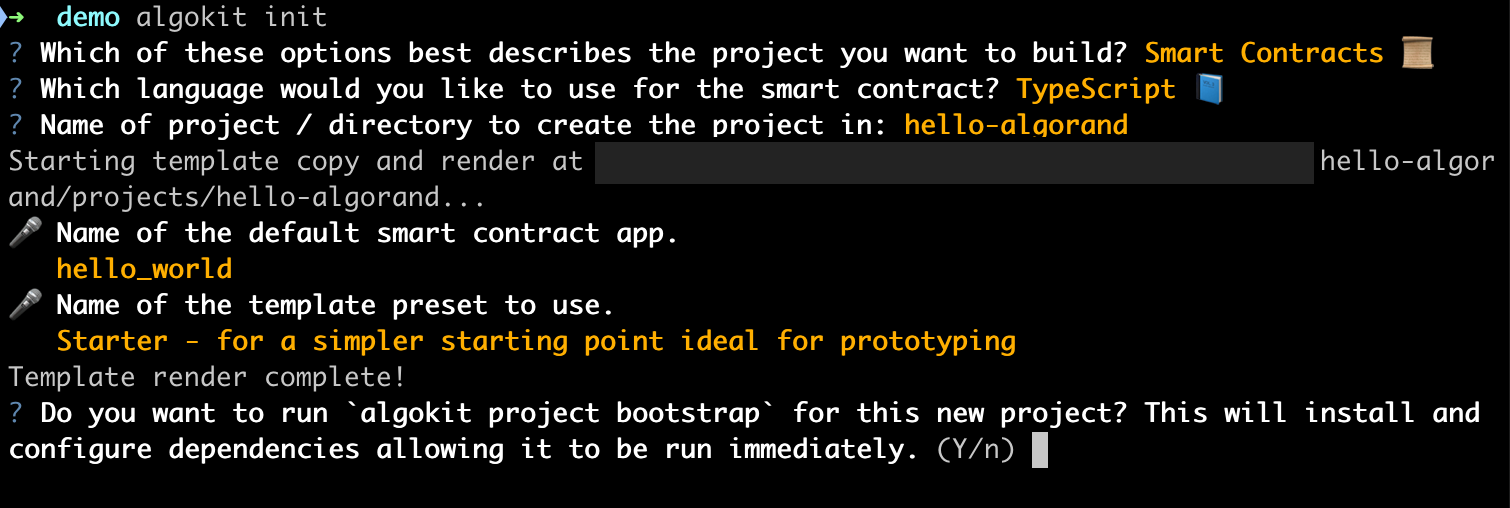 ➜ demo algokit init
? Which of these options best describes the project you want to build? Smart Contracts 📜
? Which language would you like to use for the smart contract? TypeScript 📘
? Name of project / directory to create the project in: hello-algorand
Starting template copy and render at hello-algor
and/projects/hello-algorand...
🎤 Name of the default smart contract app.
hello_world
🎤 Name of the template preset to use.
Starter - for a simpler starting point ideal for prototyping
Template render complete!
? Do you want to run `algokit project bootstrap` for this new project? This will install and
configure dependencies allowing it to be run immediately. (Y/n)